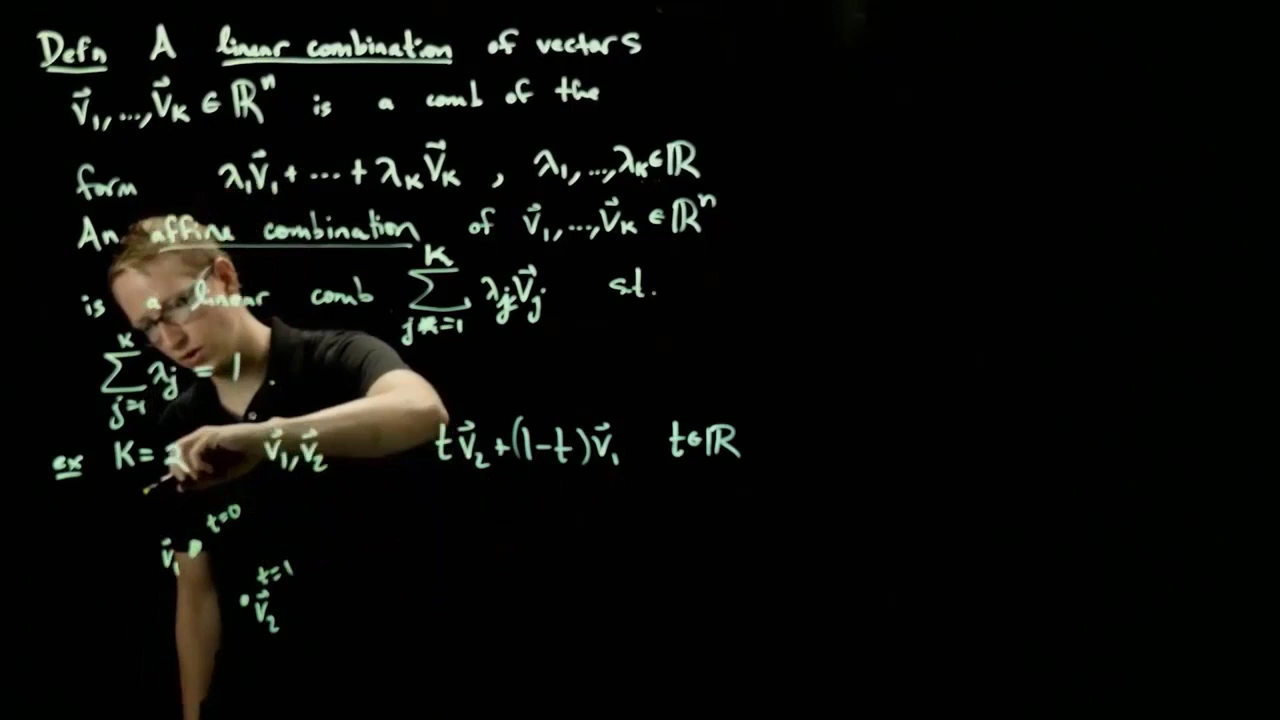 Defn A linear combination of vectors
v⃗₁,...,v⃗ₖ ∈ ℝⁿ is a comb of the
form λ₁v⃗₁ + ... + λₖv⃗ₖ , λ₁,...,λₖ∈ℝ
An affine combination of v⃗₁,...,v⃗ₖ ∈ ℝⁿ
is a linear comb ∑ⱼ₌₁ᴷ λⱼv⃗ⱼ s.t.
∑ⱼ₌₁ᴷ λⱼ = 1
ex K=2 v⃗₁,v⃗₂ tv⃗₂+(1-t)v⃗₁ t∈ℝ
t=0
v⃗₁
t=1
v⃗₂